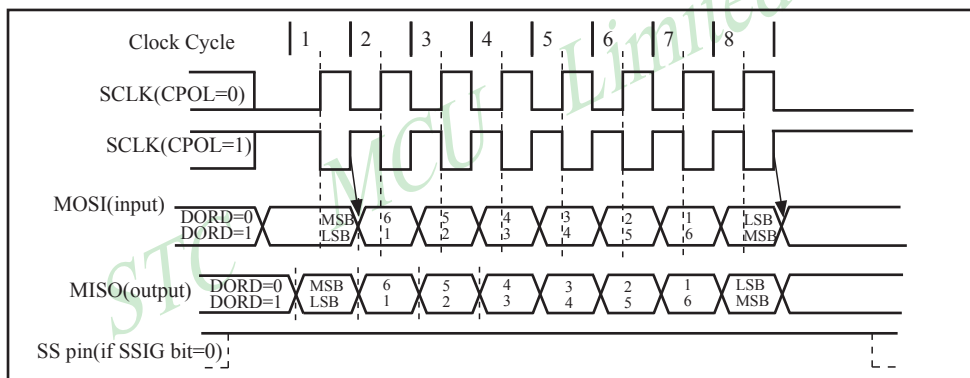 Clock Cycle 1 2 3 4 5 6 7 8
SCLK(CPOL=0)
SCLK(CPOL=1)
MOSI(input)
DORD=0 MSB 6 5 4 3 2 1 LSB
DORD=1 LSB 1 2 3 4 5 6 MSB
MISO(output)
DORD=0 MSB 6 5 4 3 2 1 LSB
DORD=1 LSB 1 2 3 4 5 6 MSB
SS pin(if SSIG bit=0)
STC MCU Limited